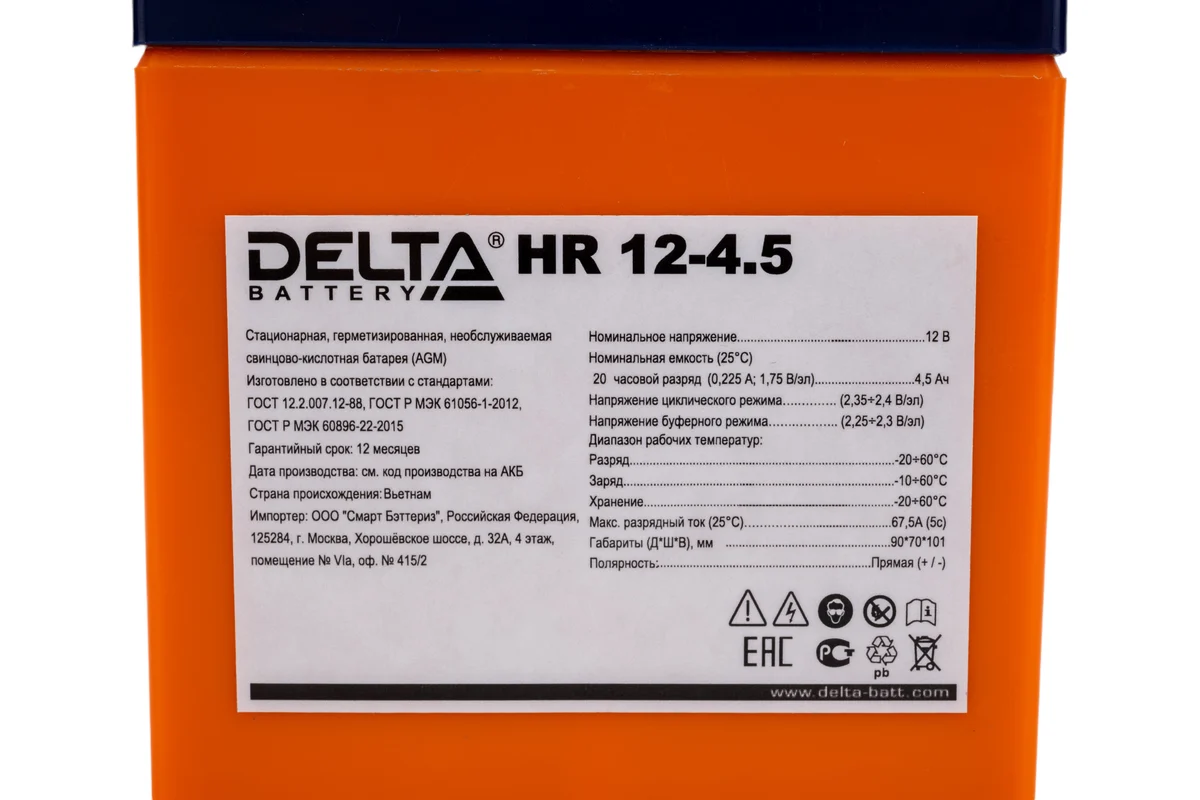 DELTA® HR 12-4.5
BATTERY
Стационарная, герметизированная, необслуживаемая
свинцово-кислотная батарея (AGM)
Изготовлено в соответствии с стандартами:
ГОСТ 12.2.007.12-88, ГОСТ Р МЭК 61056-1-2012,
ГОСТ Р МЭК 60896-22-2015
Гарантийный срок: 12 месяцев
Дата производства: см. код производства на АКБ
Страна происхождения: Вьетнам
Импортер: ООО "Смарт Бэттериз", Российская Федерация,
125284, г. Москва, Хорошёвское шоссе, д. 32А, 4 этаж,
помещение № VIa, оф. № 415/2
Номинальное напряжение..........12 В
Номинальная емкость (25°С)
20 часовой разряд (0,225 А; 1,75 В/эл)..........4,5 Ач
Напряжение циклического режима.......... (2,35÷2,4 В/эл)
Напряжение буферного режима.......... (2,25÷2,3 В/эл)
Диапазон рабочих температур:
Разряд..........-20÷60°С
Заряд..........-10÷60°С
Хранение..........-20÷60°С
Макс. разрядный ток (25°С)..........67,5А (5с)
Габариты (Д*Ш*В), мм ..........90*70*101
Полярность:..........Прямая (+ / -)
ЕАС РСТ
pb
www.delta-batt.com